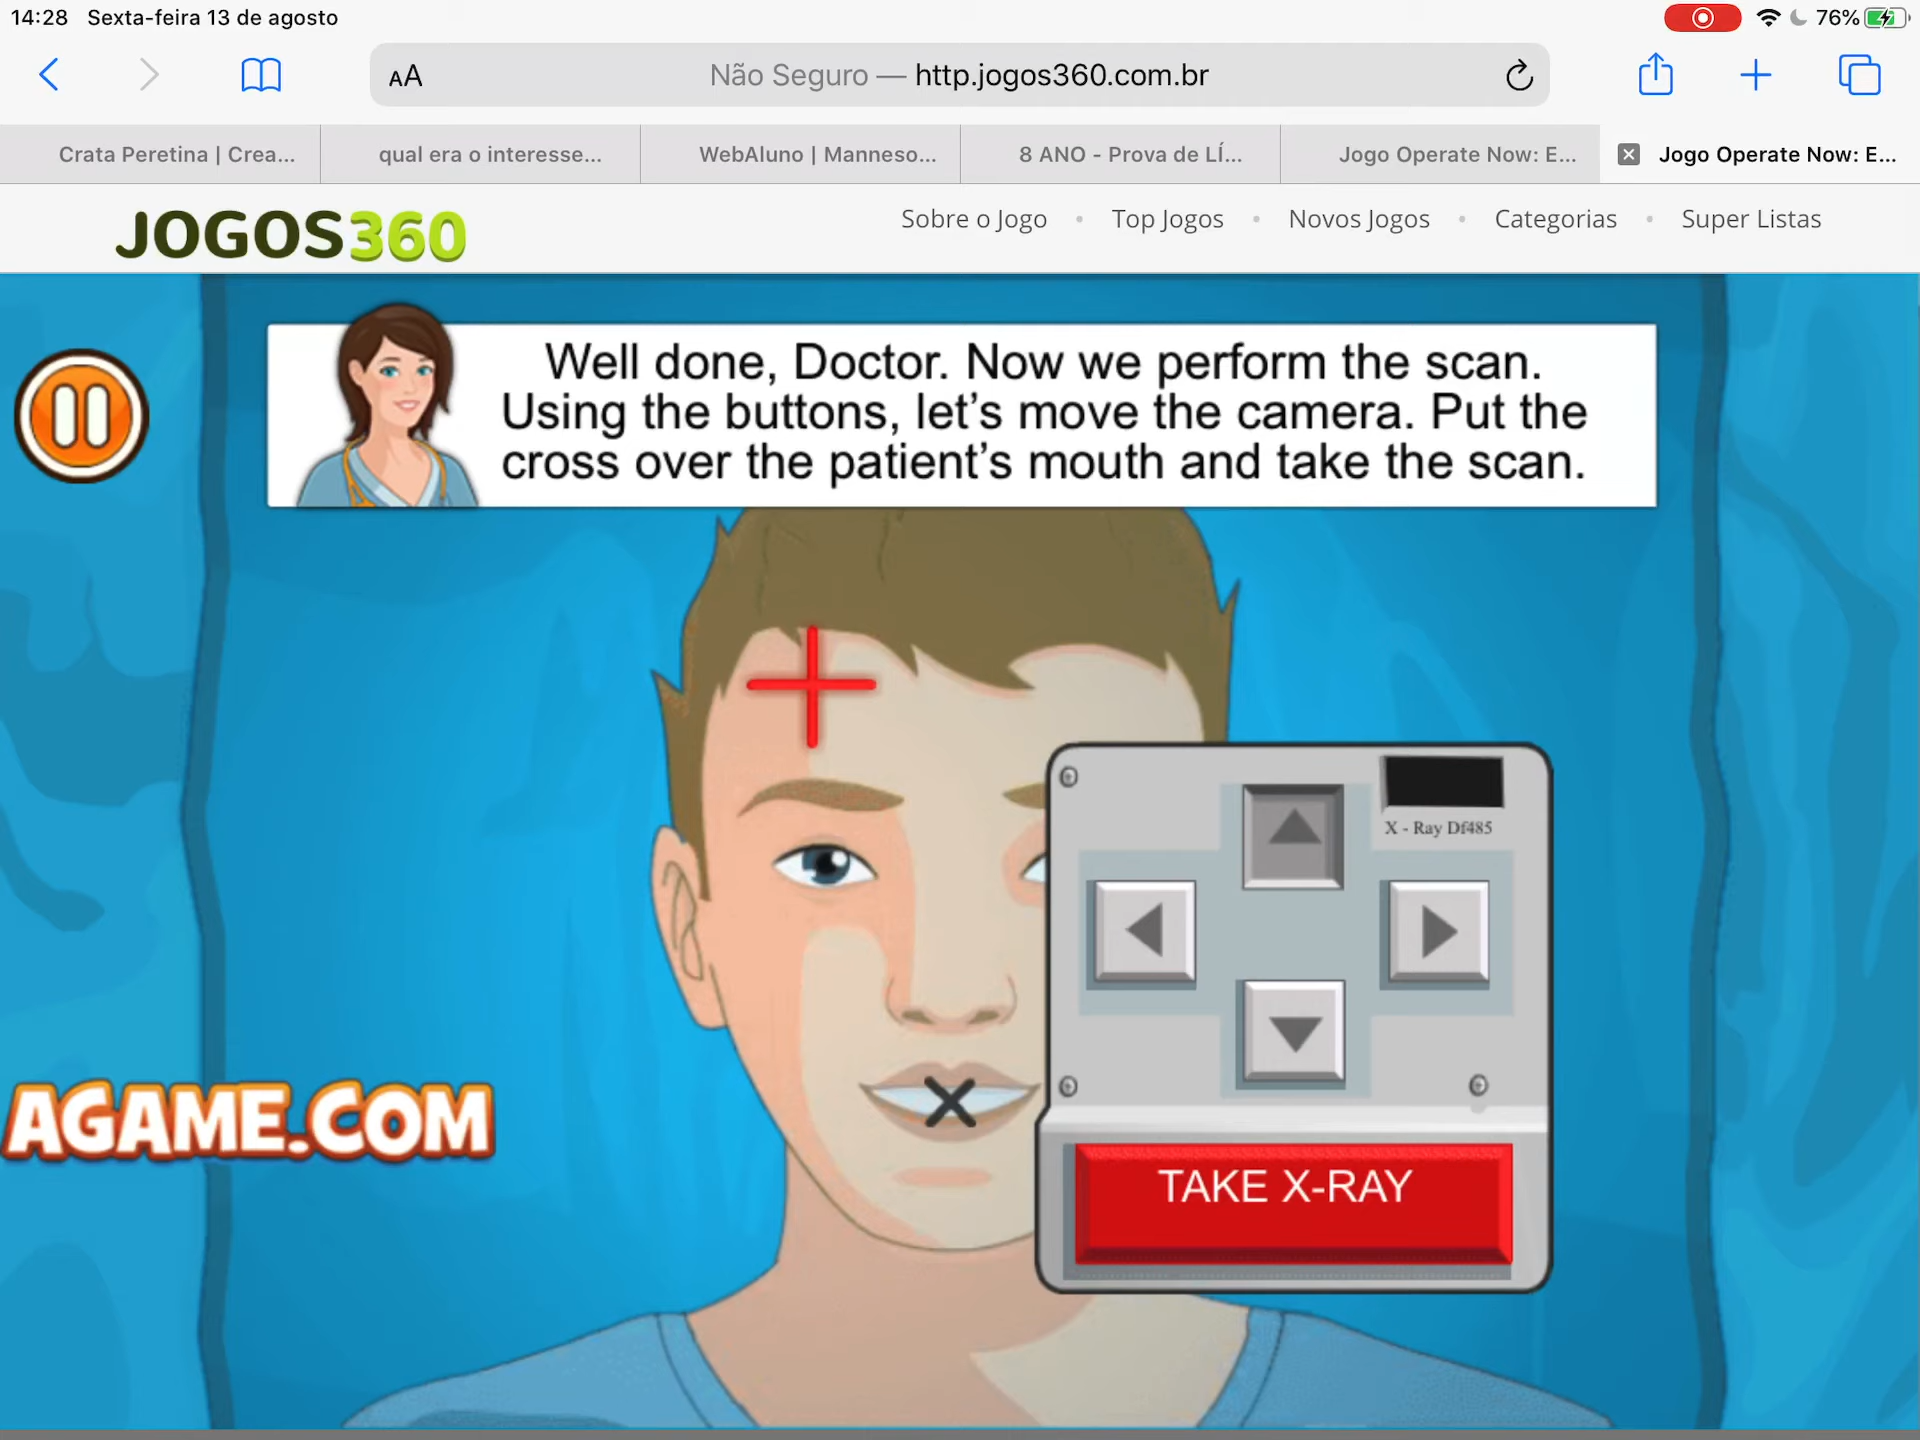 14:28 Sexta-feira 13 de agosto
76%
AA
Não Seguro — http.jogos360.com.br
Crata Peretina | Crea...
qual era o interesse...
WebAluno | Manneso...
8 ANO - Prova de LÍ...
Jogo Operate Now: E...
Jogo Operate Now: E...
JOGOS360
Sobre o Jogo • Top Jogos • Novos Jogos • Categorias • Super Listas
Well done, Doctor. Now we perform the scan.
Using the buttons, let's move the camera. Put the
cross over the patient's mouth and take the scan.
X - Ray Df485
AGAME.COM
TAKE X-RAY